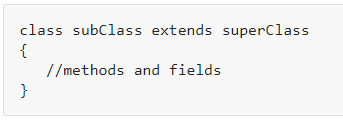 class subClass extends superClass
{
   //methods and fields
}